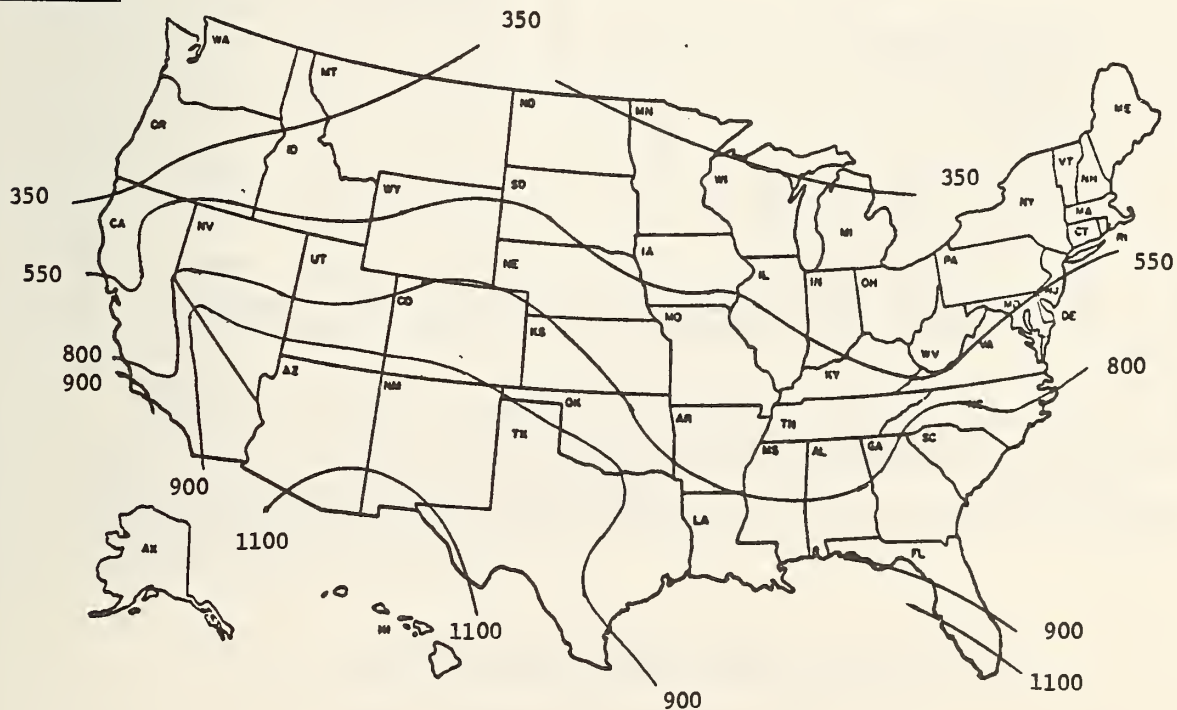 350
WA
MT
ND
MN
ME
OR
ID
VT
NH
SD
WI
350
WY
350
NY
MA
CA
NV
MI
CT
RI
UT
IA
PA
550
NE
IL
IN
OH
550
CO
MD
NJ
DE
MO
KS
WV
VA
800
KY
800
900
AZ
NM
OK
NC
AR
TN
TX
MS
AL
GA
SC
900
LA
1100
AK
FL
HI
1100
900
1100
900